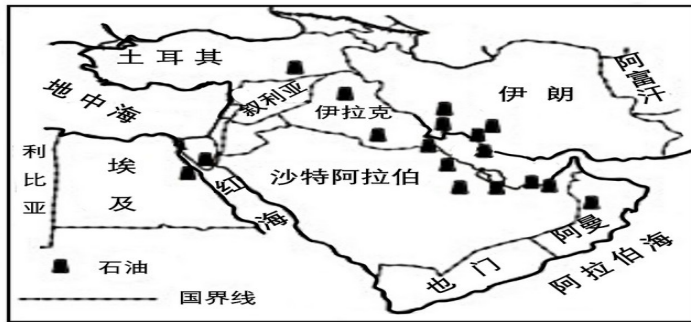 土耳其
地中海
叙利亚
伊拉克
伊朗
阿富汗
利比亚
埃及
红海
沙特阿拉伯
阿曼
也门
阿拉伯海
石油
国界线